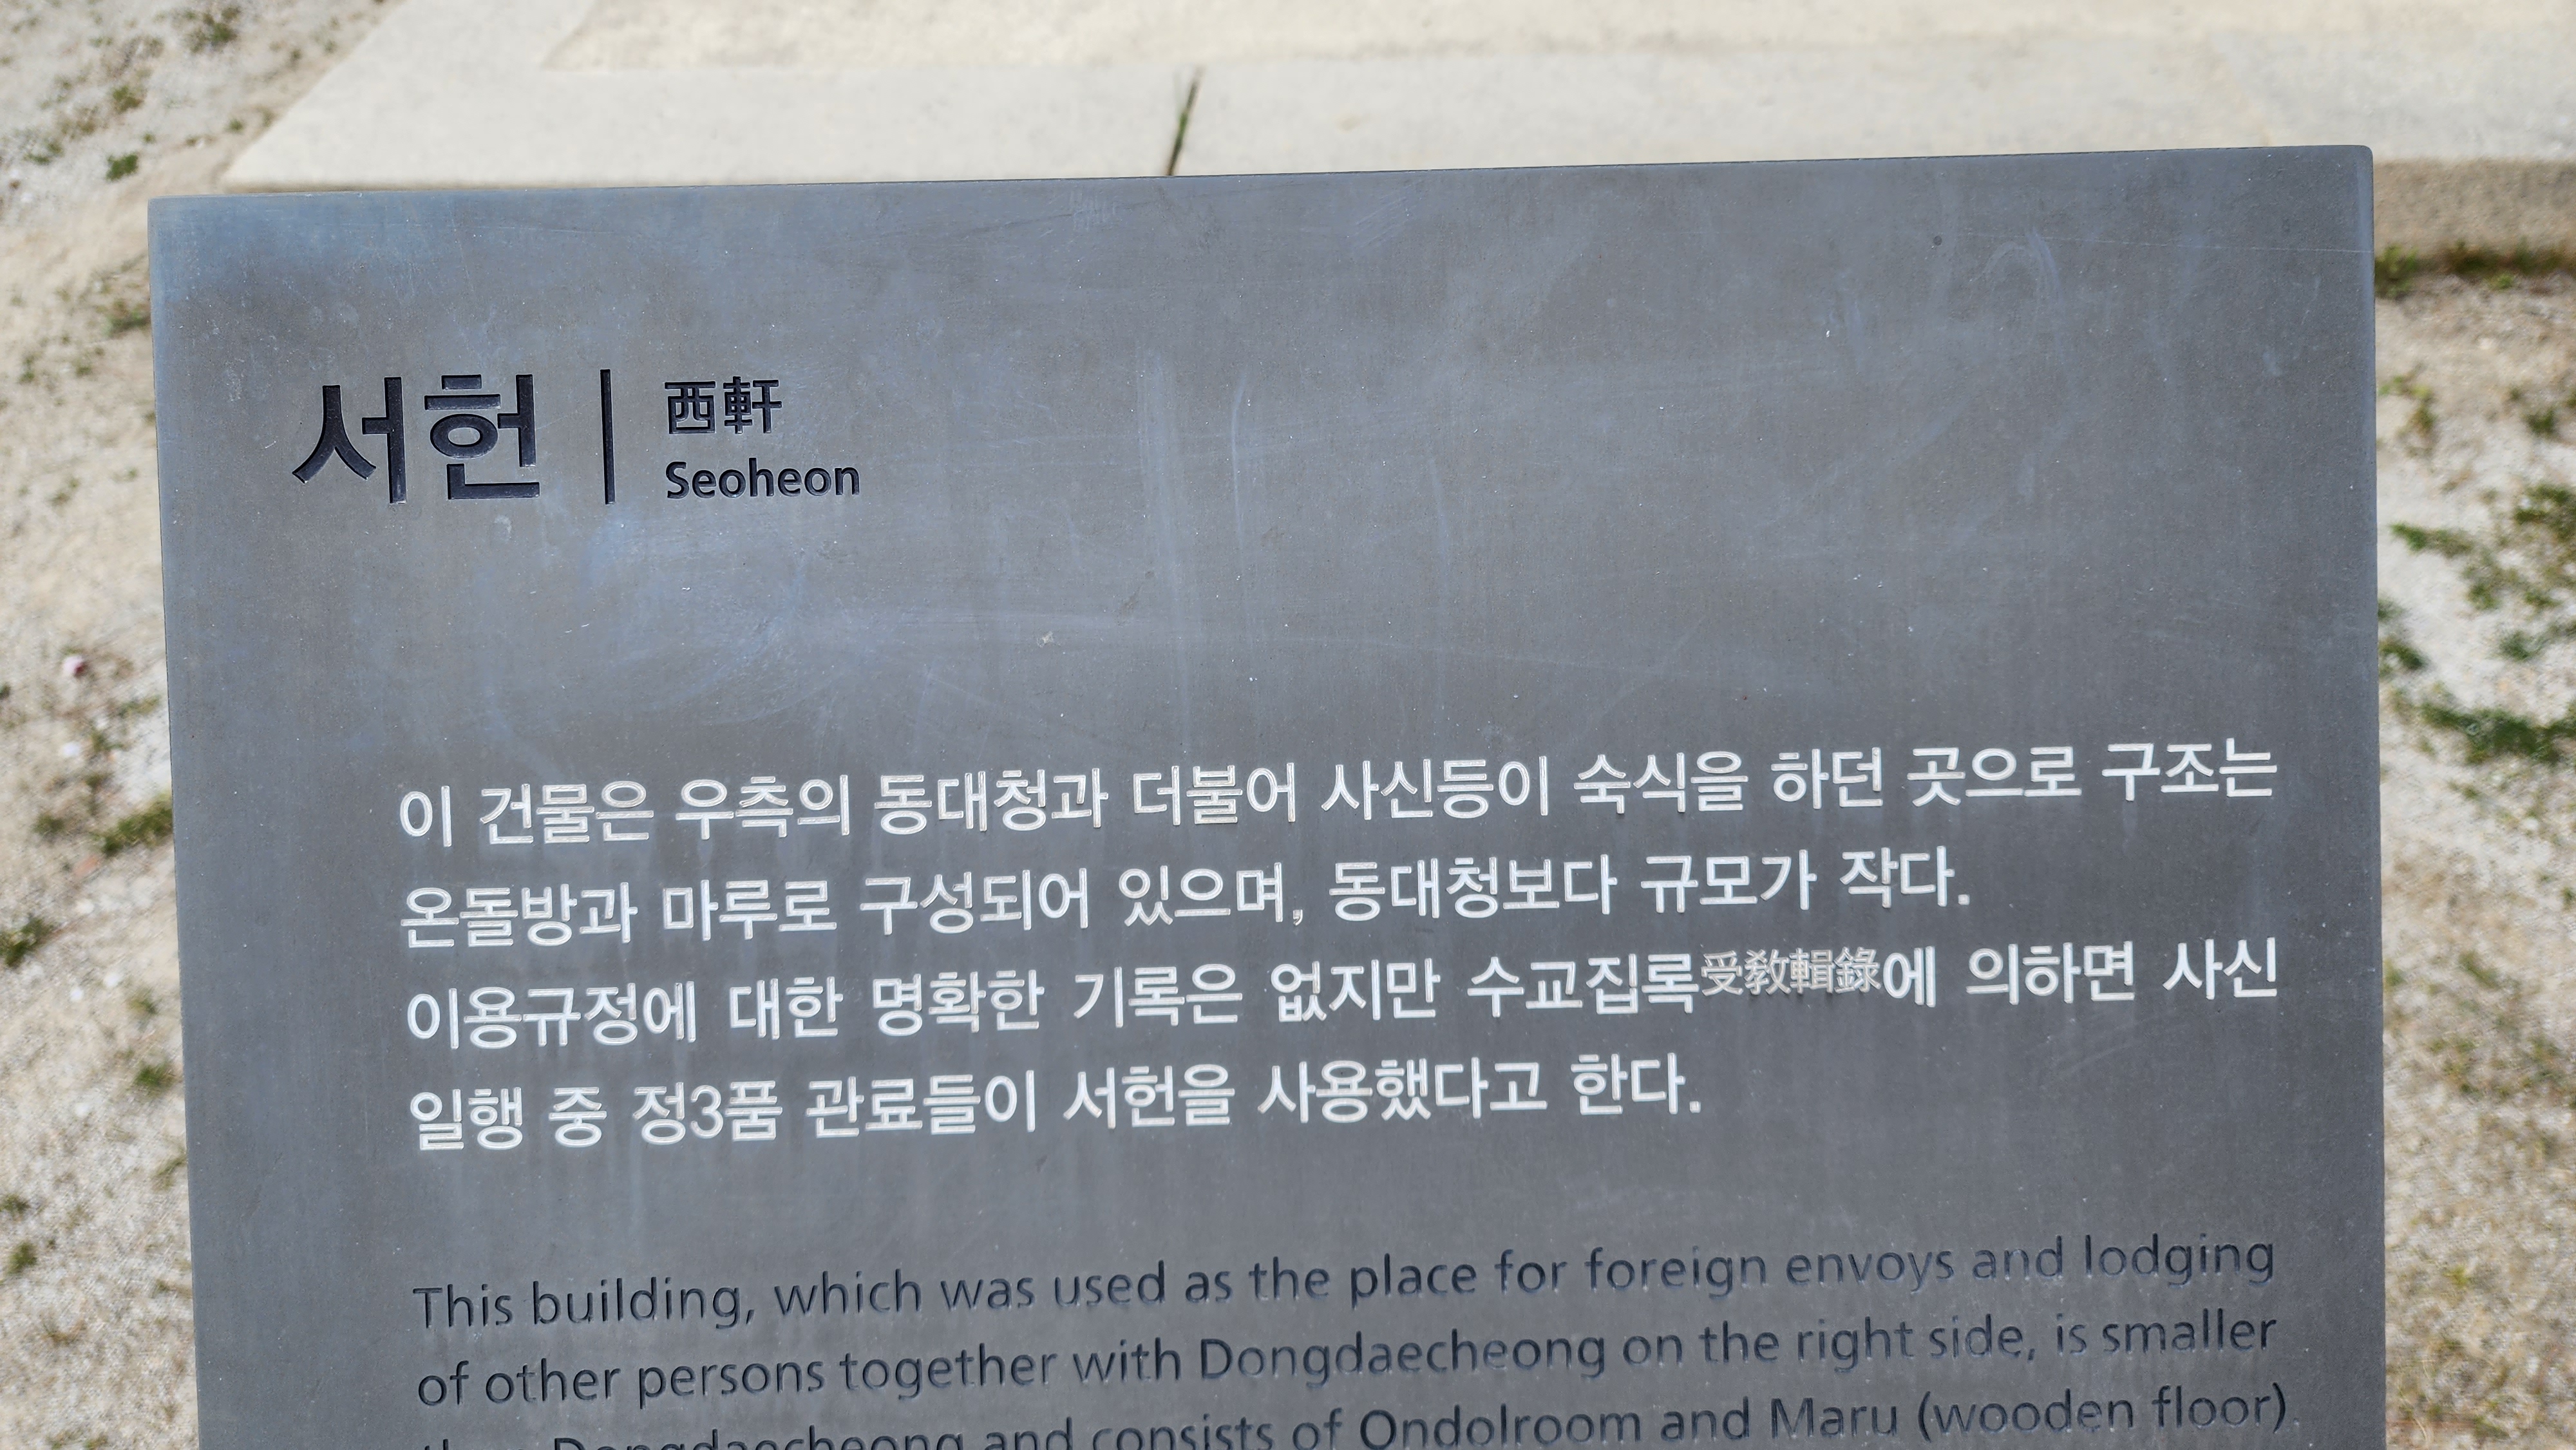 서헌 | 西軒
Seoheon
이 건물은 우측의 동대청과 더불어 사신등이 숙식을 하던 곳으로 구조는
온돌방과 마루로 구성되어 있으며, 동대청보다 규모가 작다.
이용규정에 대한 명확한 기록은 없지만 수교집록受敎輯錄에 의하면 사신
일행 중 정3품 관료들이 서헌을 사용했다고 한다.
This building, which was used as the place for foreign envoys and lodging
of other persons together with Dongdaecheong on the right side, is smaller
than Dongdaecheong and consists of Ondolroom and Maru (wooden floor)